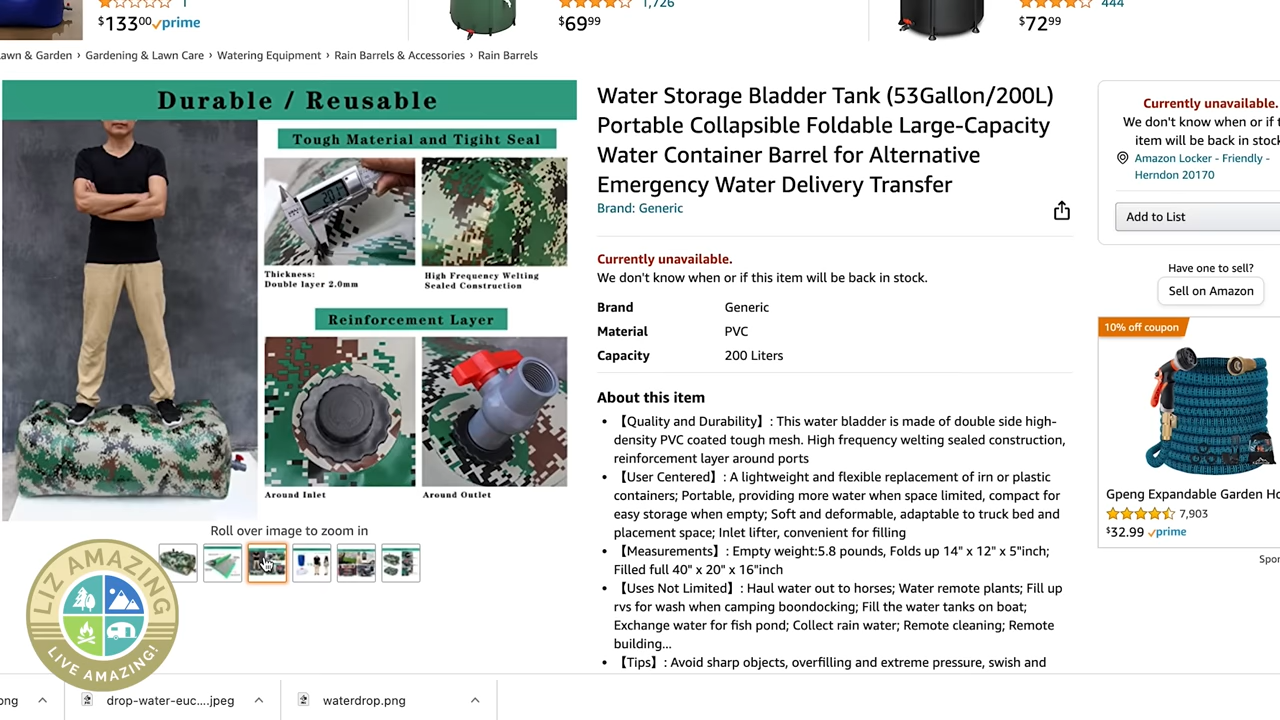 1
1,726
444
$13300 prime
$6999
$7299
awn & Garden › Gardening & Lawn Care › Watering Equipment › Rain Barrels & Accessories › Rain Barrels
Durable / Reusable
Tough Material and Tigiht Seal
Thickness:
Double layer 2.0mm
High Frequency Welting
Sealed Construction
Reinforcement Layer
Around Inlet
Around Outlet
Roll over image to zoom in
Water Storage Bladder Tank (53Gallon/200L)
Portable Collapsible Foldable Large-Capacity
Water Container Barrel for Alternative
Emergency Water Delivery Transfer
Brand: Generic
Currently unavailable.
We don't know when or if this item will be back in stock.
Brand Generic
Material PVC
Capacity 200 Liters
About this item
• 【Quality and Durability】: This water bladder is made of double side high-
density PVC coated tough mesh. High frequency welting sealed construction,
reinforcement layer around ports
• 【User Centered】: A lightweight and flexible replacement of irn or plastic
containers; Portable, providing more water when space limited, compact for
easy storage when empty; Soft and deformable, adaptable to truck bed and
placement space; Inlet lifter, convenient for filling
• 【Measurements】: Empty weight:5.8 pounds, Folds up 14" x 12" x 5"inch;
Filled full 40" x 20" x 16"inch
• 【Uses Not Limited】: Haul water out to horses; Water remote plants; Fill up
rvs for wash when camping boondocking; Fill the water tanks on boat;
Exchange water for fish pond; Collect rain water; Remote cleaning; Remote
building...
• 【Tips】: Avoid sharp objects, overfilling and extreme pressure, swish and
Currently unavailable.
We don't know when or if t
item will be back in stock
Amazon Locker - Friendly -
Herndon 20170
Add to List
Have one to sell?
Sell on Amazon
10% off coupon
Gpeng Expandable Garden Ho
7,903
$32.99 prime
Spor
LIZ AMAZING
LIVE AMAZING!
ong
drop-water-euc....jpeg
waterdrop.png